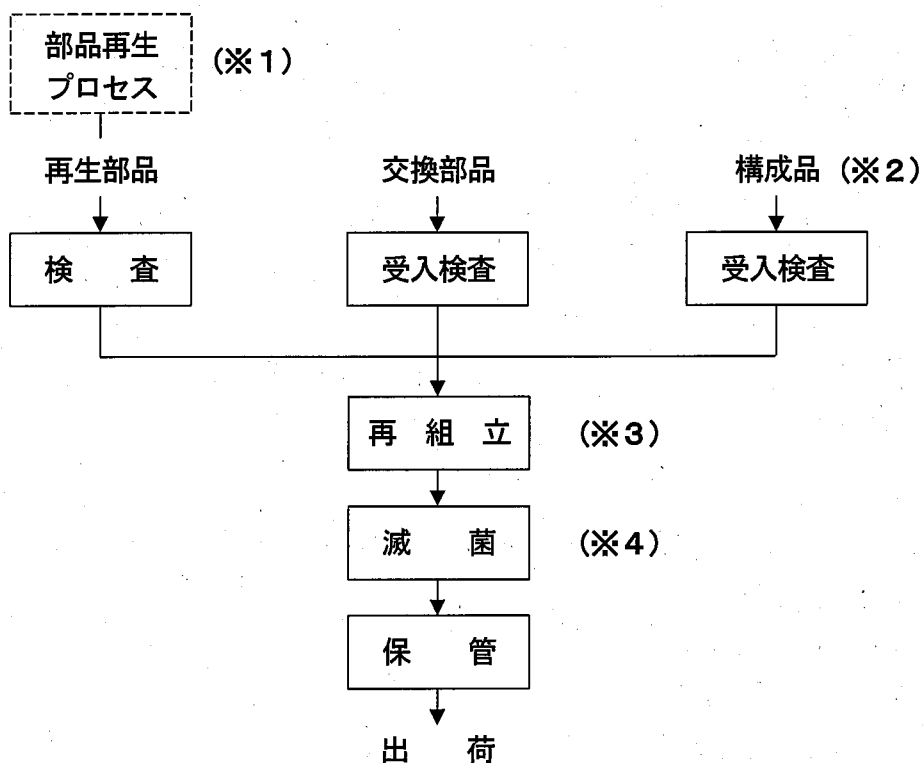 部品再生
プロセス
(※1)
再生部品
交換部品
構成品 (※2)
検 査
受入検査
受入検査
再 組 立
(※3)
滅 菌
(※4)
保 管
出 荷